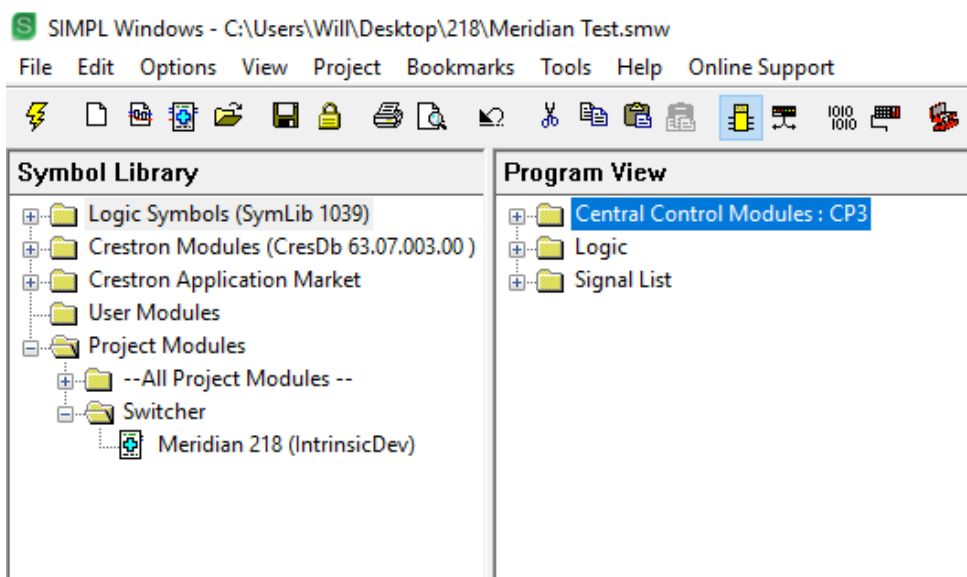 SIMPL Windows - C:\Users\Will\Desktop\218\Meridian Test.smw
File Edit Options View Project Bookmarks Tools Help Online Support
Symbol Library
Logic Symbols (SymLib 1039)
Crestron Modules (CresDb 63.07.003.00 )
Crestron Application Market
User Modules
Project Modules
--All Project Modules --
Switcher
Meridian 218 (IntrinsicDev)
Program View
Central Control Modules : CP3
Logic
Signal List